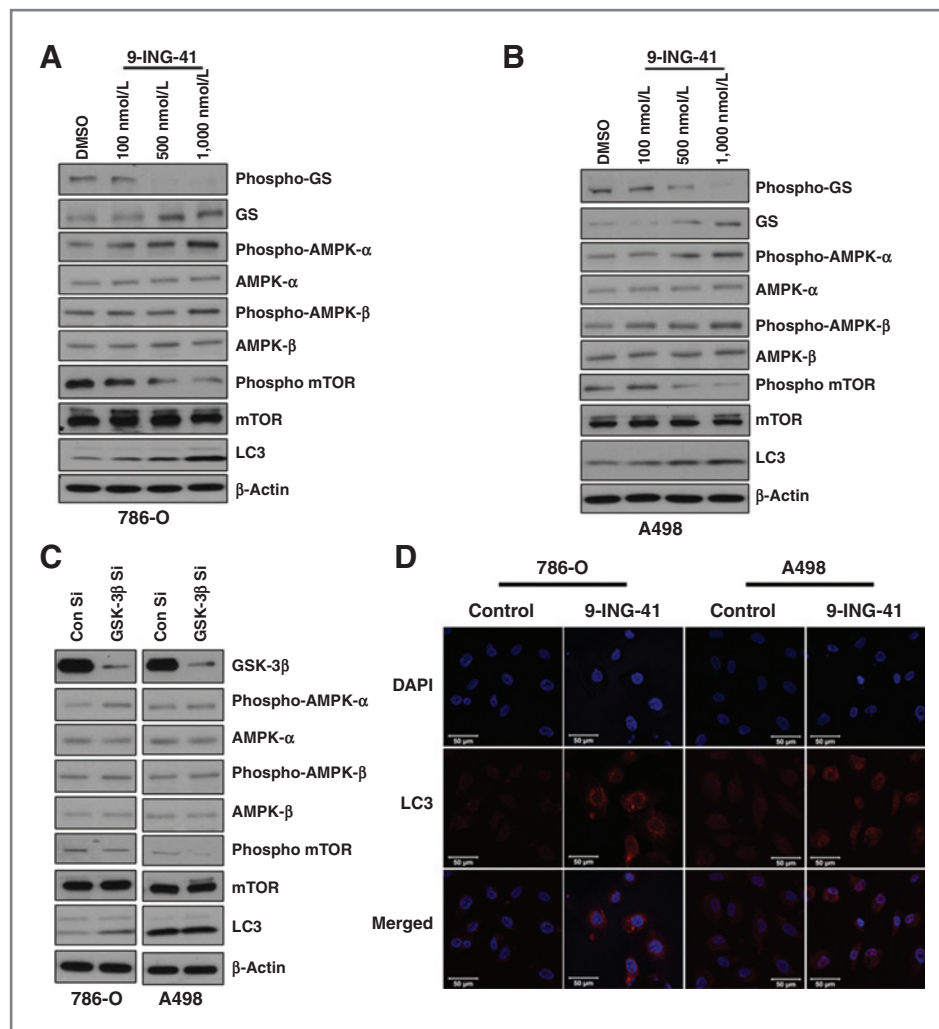 A
9-ING-41
DMSO
100 nmol/L
500 nmol/L
1,000 nmol/L
Phospho-GS
GS
Phospho-AMPK-α
AMPK-α
Phospho-AMPK-β
AMPK-β
Phospho mTOR
mTOR
LC3
β-Actin
786-O
B
9-ING-41
DMSO
100 nmol/L
500 nmol/L
1,000 nmol/L
Phospho-GS
GS
Phospho-AMPK-α
AMPK-α
Phospho-AMPK-β
AMPK-β
Phospho mTOR
mTOR
LC3
β-Actin
A498
C
Con Si
GSK-3β Si
Con Si
GSK-3β Si
GSK-3β
Phospho-AMPK-α
AMPK-α
Phospho-AMPK-β
AMPK-β
Phospho mTOR
mTOR
LC3
β-Actin
786-O A498
D
786-O A498
Control 9-ING-41 Control 9-ING-41
DAPI
50 µm 50 µm 50 µm 50 µm
LC3
50 µm 50 µm 50 µm 50 µm
Merged
50 µm 50 µm 50 µm 50 µm